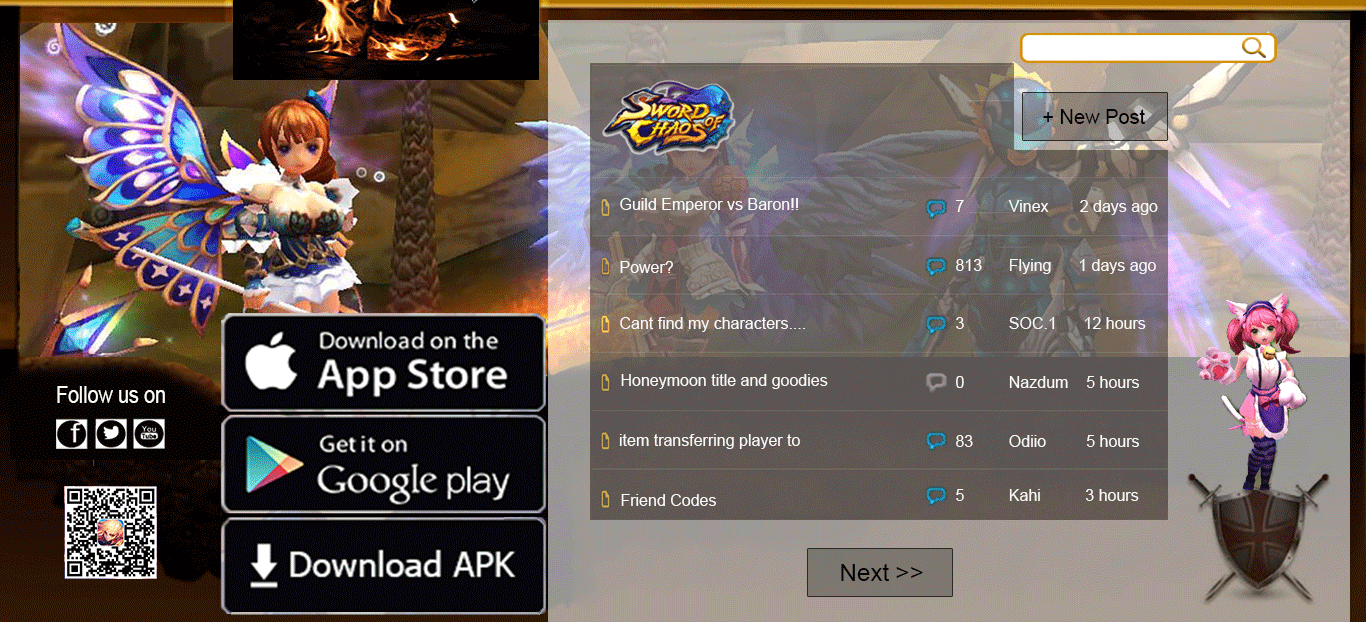 SWORD OF
CHAOS
+ New Post
Guild Emperor vs Baron!! 7 Vinex 2 days ago
Power? 813 Flying 1 days ago
Cant find my characters.... 3 SOC.1 12 hours
Honeymoon title and goodies 0 Nazdum 5 hours
item transferring player to 83 Odiio 5 hours
Friend Codes 5 Kahi 3 hours
Next >>
Download on the
App Store
Get it on
Google play
Download APK
Follow us on
f
You
Tube